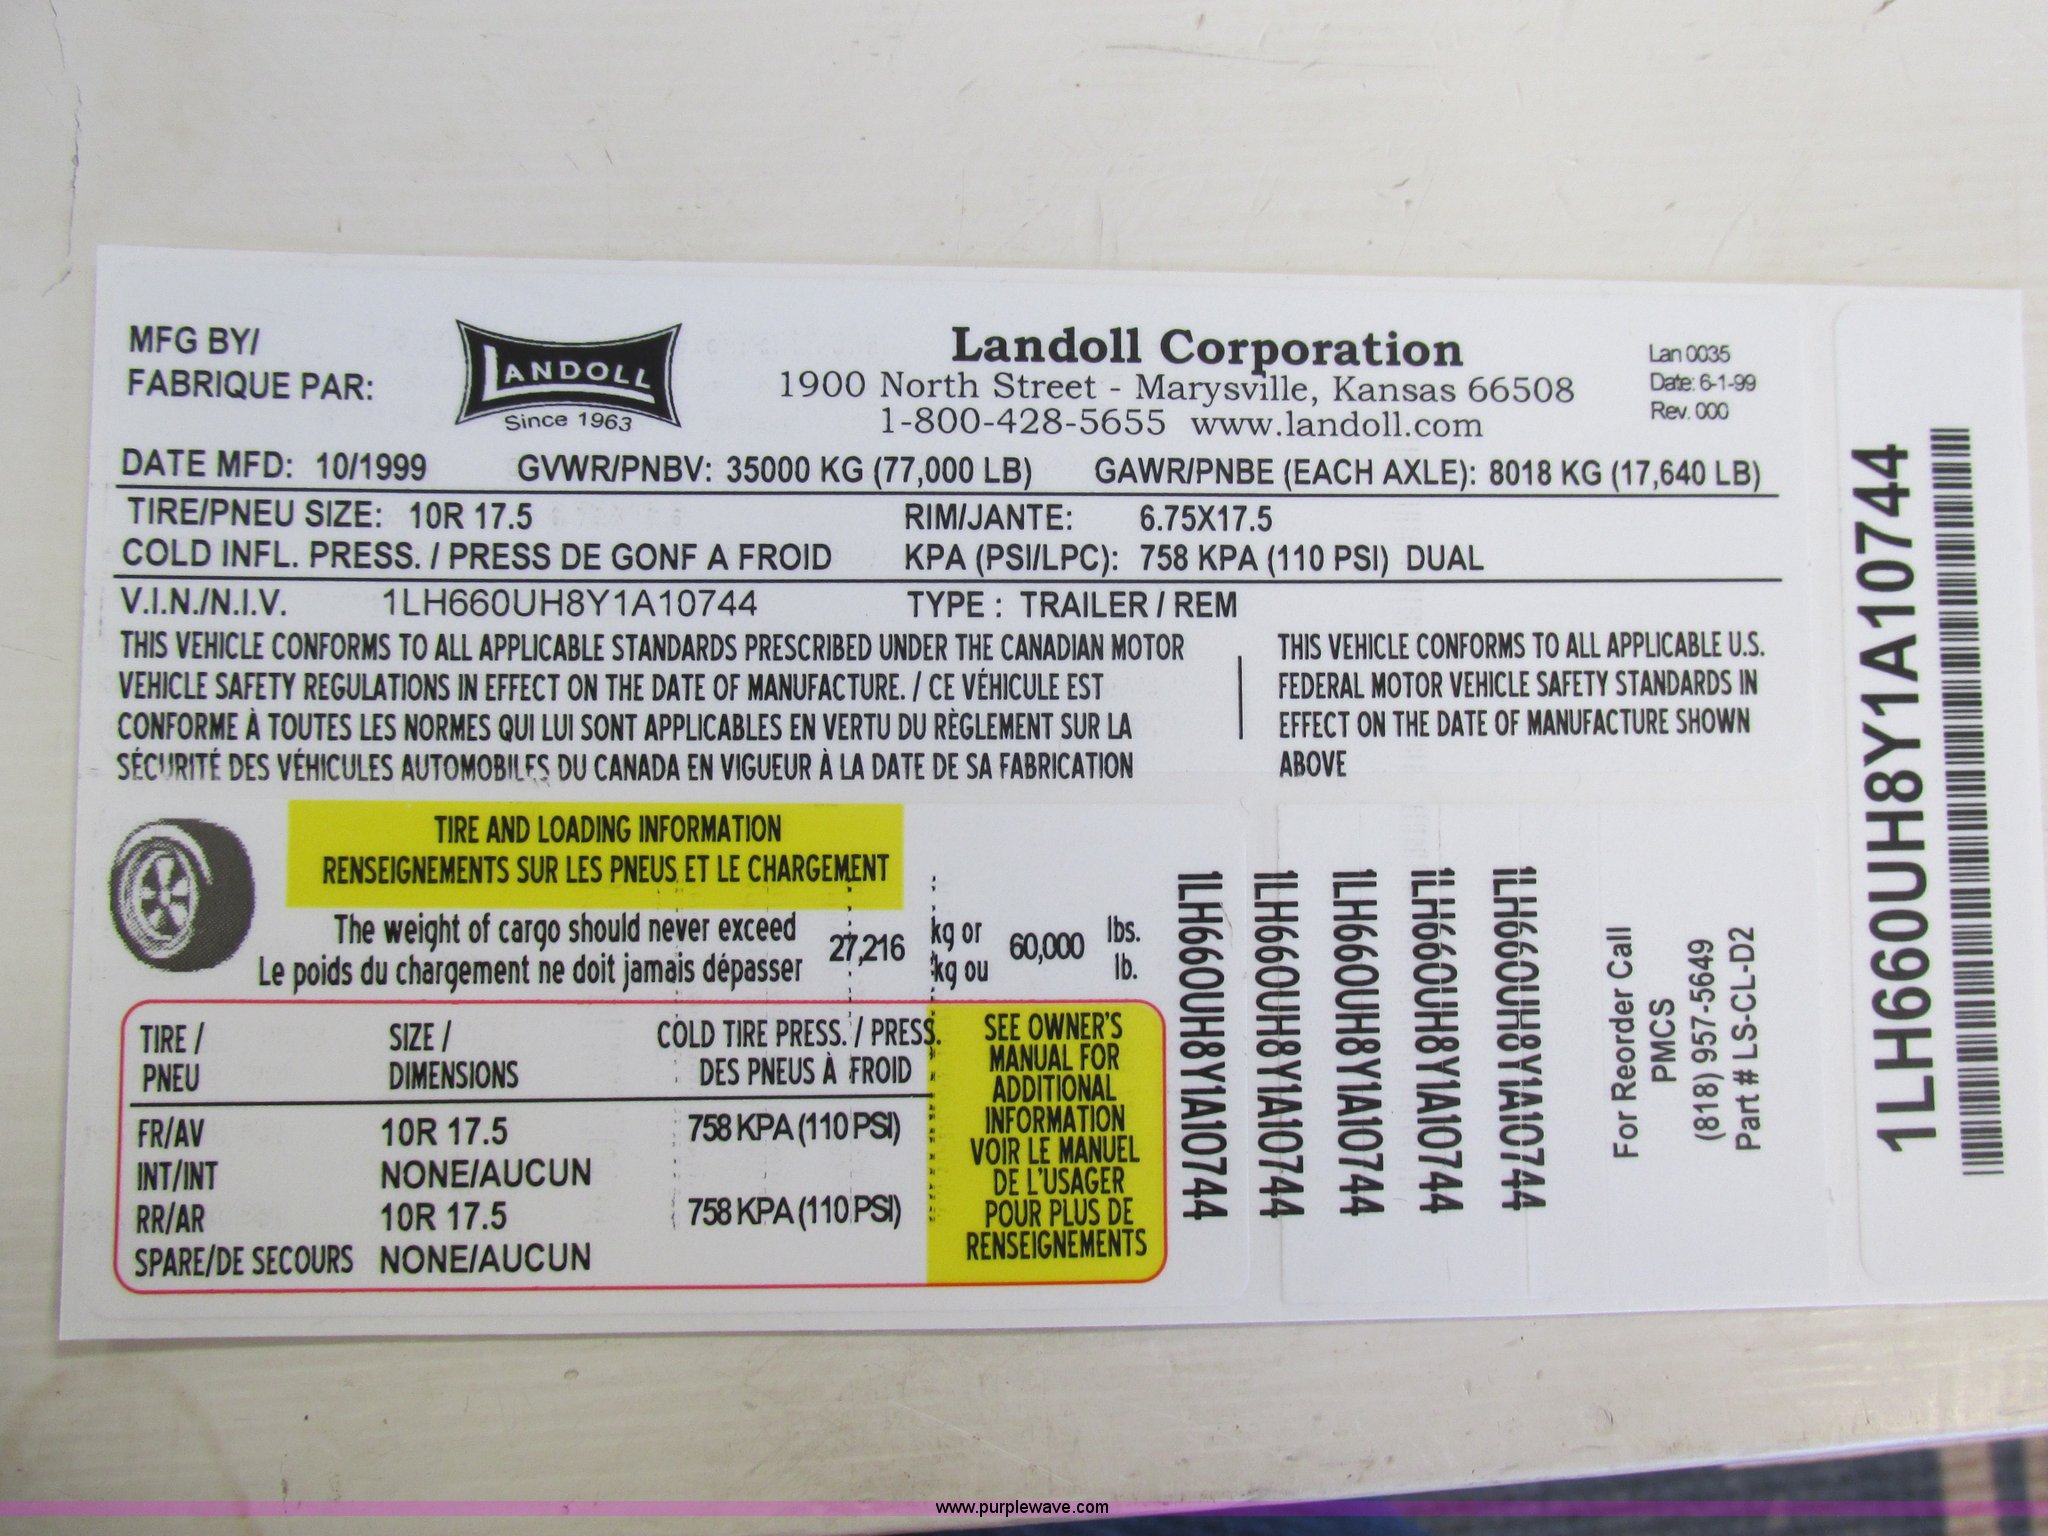 MFG BY/
FABRIQUE PAR:
LANDOLL
Since 1963
Landoll Corporation
1900 North Street - Marysville, Kansas 66508
1-800-428-5655 www.landoll.com
Lan 0035
Date: 6-1-99
Rev. 000
DATE MFD: 10/1999 GVWR/PNBV: 35000 KG (77,000 LB) GAWR/PNBE (EACH AXLE): 8018 KG (17,640 LB)
TIRE/PNEU SIZE: 10R 17.5 RIM/JANTE: 6.75X17.5
COLD INFL. PRESS. / PRESS DE GONF A FROID KPA (PSI/LPC): 758 KPA (110 PSI) DUAL
V.I.N./N.I.V. 1LH660UH8Y1A10744 TYPE : TRAILER / REM
THIS VEHICLE CONFORMS TO ALL APPLICABLE STANDARDS PRESCRIBED UNDER THE CANADIAN MOTOR
VEHICLE SAFETY REGULATIONS IN EFFECT ON THE DATE OF MANUFACTURE. / CE VÉHICULE EST
CONFORME À TOUTES LES NORMES QUI LUI SONT APPLICABLES EN VERTU DU RÈGLEMENT SUR LA
SÉCURITÉ DES VÉHICULES AUTOMOBILES DU CANADA EN VIGUEUR À LA DATE DE SA FABRICATION
THIS VEHICLE CONFORMS TO ALL APPLICABLE U.S.
FEDERAL MOTOR VEHICLE SAFETY STANDARDS IN
EFFECT ON THE DATE OF MANUFACTURE SHOWN
ABOVE
TIRE AND LOADING INFORMATION
RENSEIGNEMENTS SUR LES PNEUS ET LE CHARGEMENT
The weight of cargo should never exceed
Le poids du chargement ne doit jamais dépasser
27,216
kg or
kg ou
60,000
lbs.
lb.
TIRE / SIZE / COLD TIRE PRESS. / PRESS.
PNEU DIMENSIONS DES PNEUS À FROID
FR/AV 10R 17.5 758 KPA (110 PSI)
INT/INT NONE/AUCUN
RR/AR 10R 17.5 758 KPA (110 PSI)
SPARE/DE SECOURS NONE/AUCUN
SEE OWNER'S
MANUAL FOR
ADDITIONAL
INFORMATION
VOIR LE MANUEL
DE L'USAGER
POUR PLUS DE
RENSEIGNEMENTS
1LH660UH8Y1A10744
1LH660UH8Y1A10744
1LH660UH8Y1A10744
1LH660UH8Y1A10744
1LH660UH8Y1A10744
For Reorder Call
PMCS
(818) 957-5649
Part # LS-CL-D2
1LH660UH8Y1A10744
www.purplewave.com